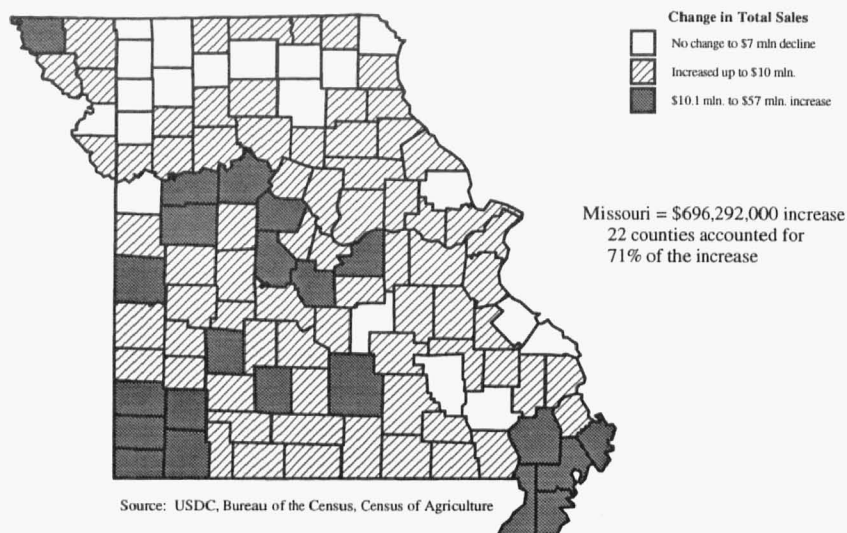 Change in Total Sales
No change to $7 mln decline
Increased up to $10 mln.
$10.1 mln. to $57 mln. increase
Missouri = $696,292,000 increase
22 counties accounted for
71% of the increase
Source: USDC, Bureau of the Census, Census of Agriculture